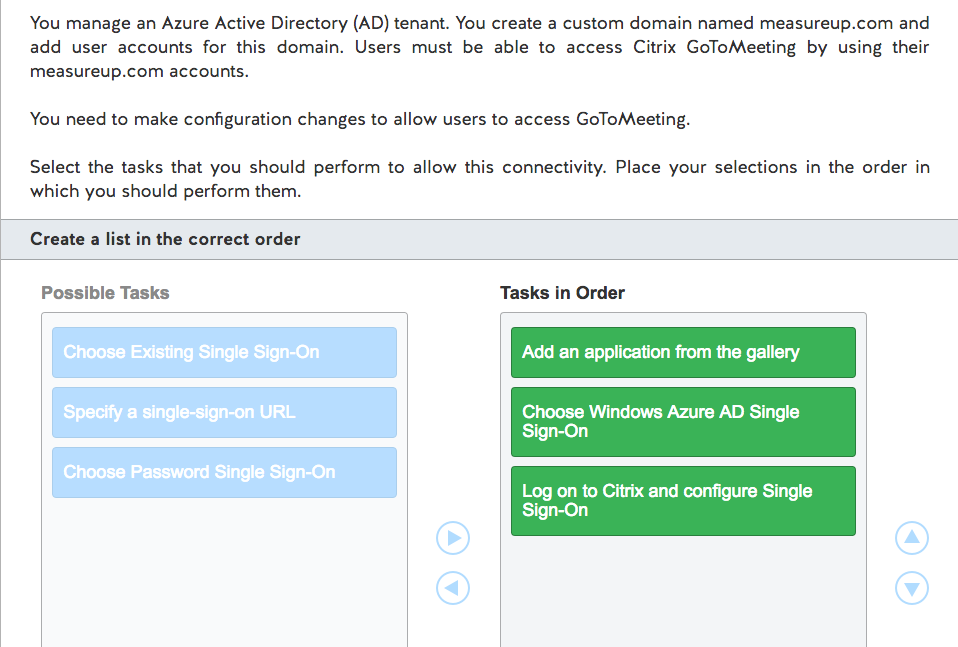 You manage an Azure Active Directory (AD) tenant. You create a custom domain named measureup.com and
add user accounts for this domain. Users must be able to access Citrix GoToMeeting by using their
measureup.com accounts.
You need to make configuration changes to allow users to access GoToMeeting.
Select the tasks that you should perform to allow this connectivity. Place your selections in the order in
which you should perform them.
Create a list in the correct order
Possible Tasks
Choose Existing Single Sign-On
Specify a single-sign-on URL
Choose Password Single Sign-On
Tasks in Order
Add an application from the gallery
Choose Windows Azure AD Single
Sign-On
Log on to Citrix and configure Single
Sign-On